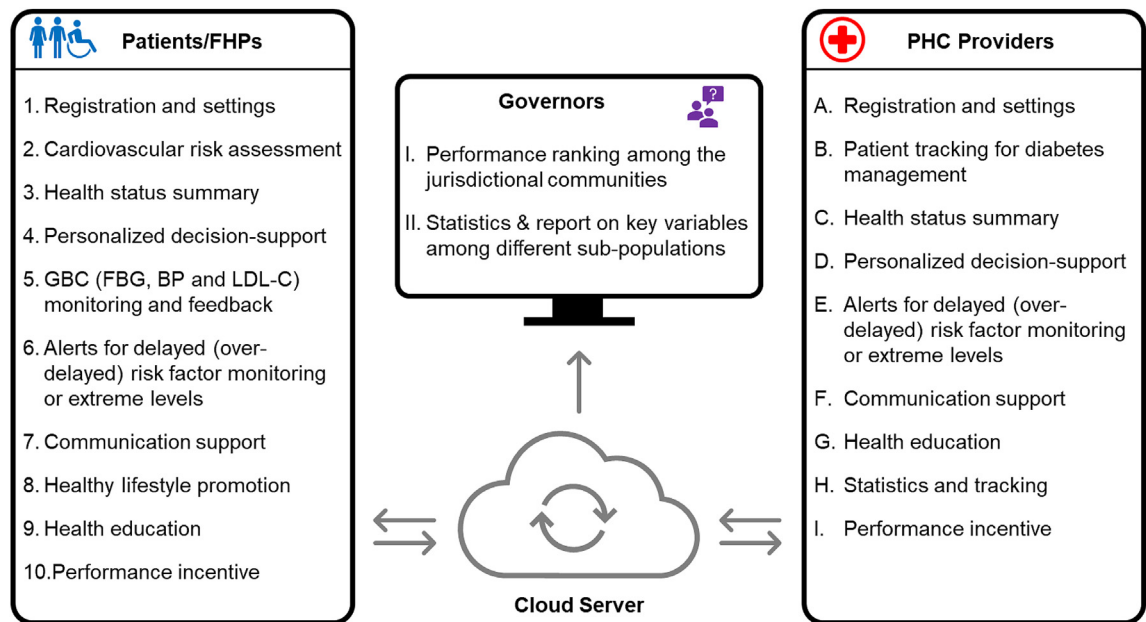 Patients/FHPs
1. Registration and settings
2. Cardiovascular risk assessment
3. Health status summary
4. Personalized decision-support
5. GBC (FBG, BP and LDL-C)
monitoring and feedback
6. Alerts for delayed (over-
delayed) risk factor monitoring
or extreme levels
7. Communication support
8. Healthy lifestyle promotion
9. Health education
10.Performance incentive
Governors
?
I. Performance ranking among the
jurisdictional communities
II. Statistics & report on key variables
among different sub-populations
Cloud Server
PHC Providers
A. Registration and settings
B. Patient tracking for diabetes
management
C. Health status summary
D. Personalized decision-support
E. Alerts for delayed (over-
delayed) risk factor monitoring
or extreme levels
F. Communication support
G. Health education
H. Statistics and tracking
I. Performance incentive